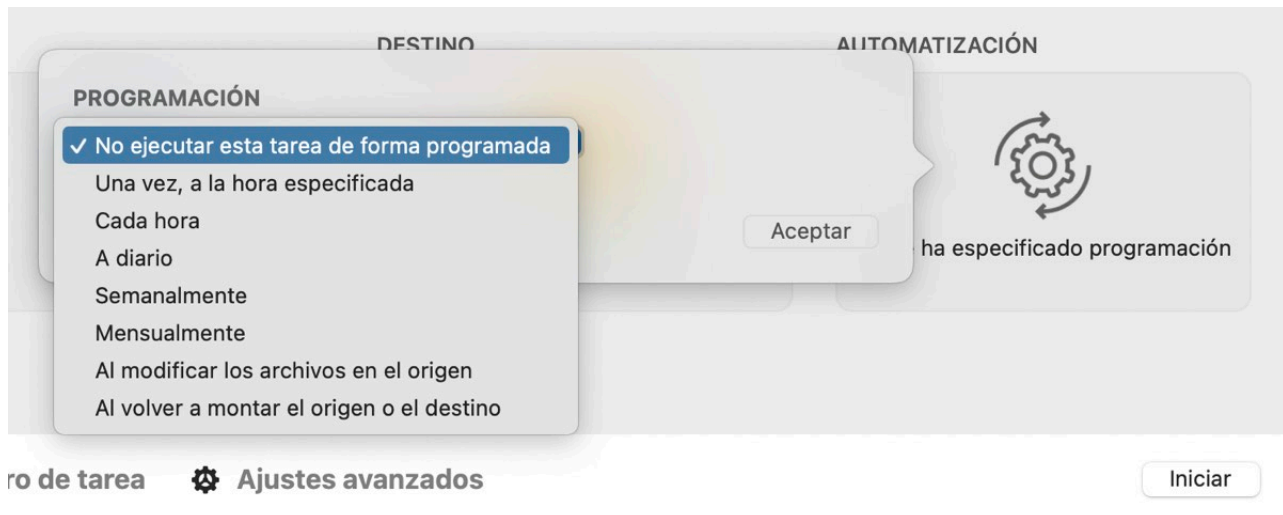 DESTINO
AUTOMATIZACIÓN
PROGRAMACIÓN
✓ No ejecutar esta tarea de forma programada
Una vez, a la hora especificada
Cada hora
A diario
Semanalmente
Mensualmente
Al modificar los archivos en el origen
Al volver a montar el origen o el destino
Aceptar
ha especificado programación
ro de tarea
Ajustes avanzados
Iniciar